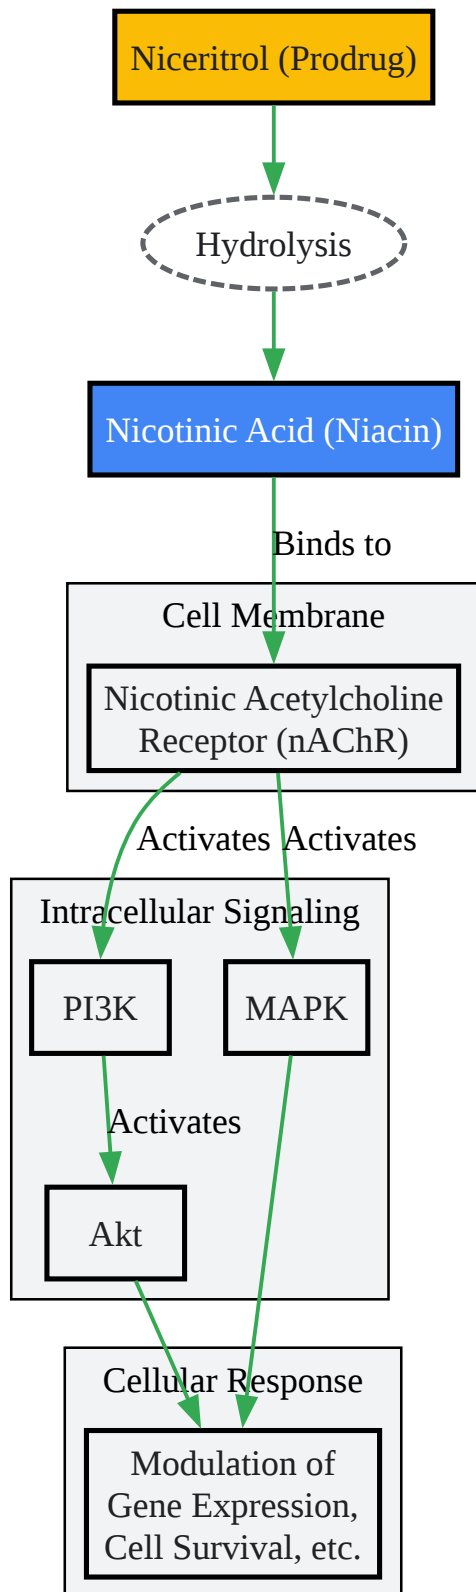 Niceritrol (Prodrug)
Hydrolysis
Nicotinic Acid (Niacin)
Binds to
Cell Membrane
Nicotinic Acetylcholine
Receptor (nAChR)
Activates
Activates
Intracellular Signaling
PI3K
MAPK
Activates
Akt
Cellular Response
Modulation of
Gene Expression,
Cell Survival, etc.